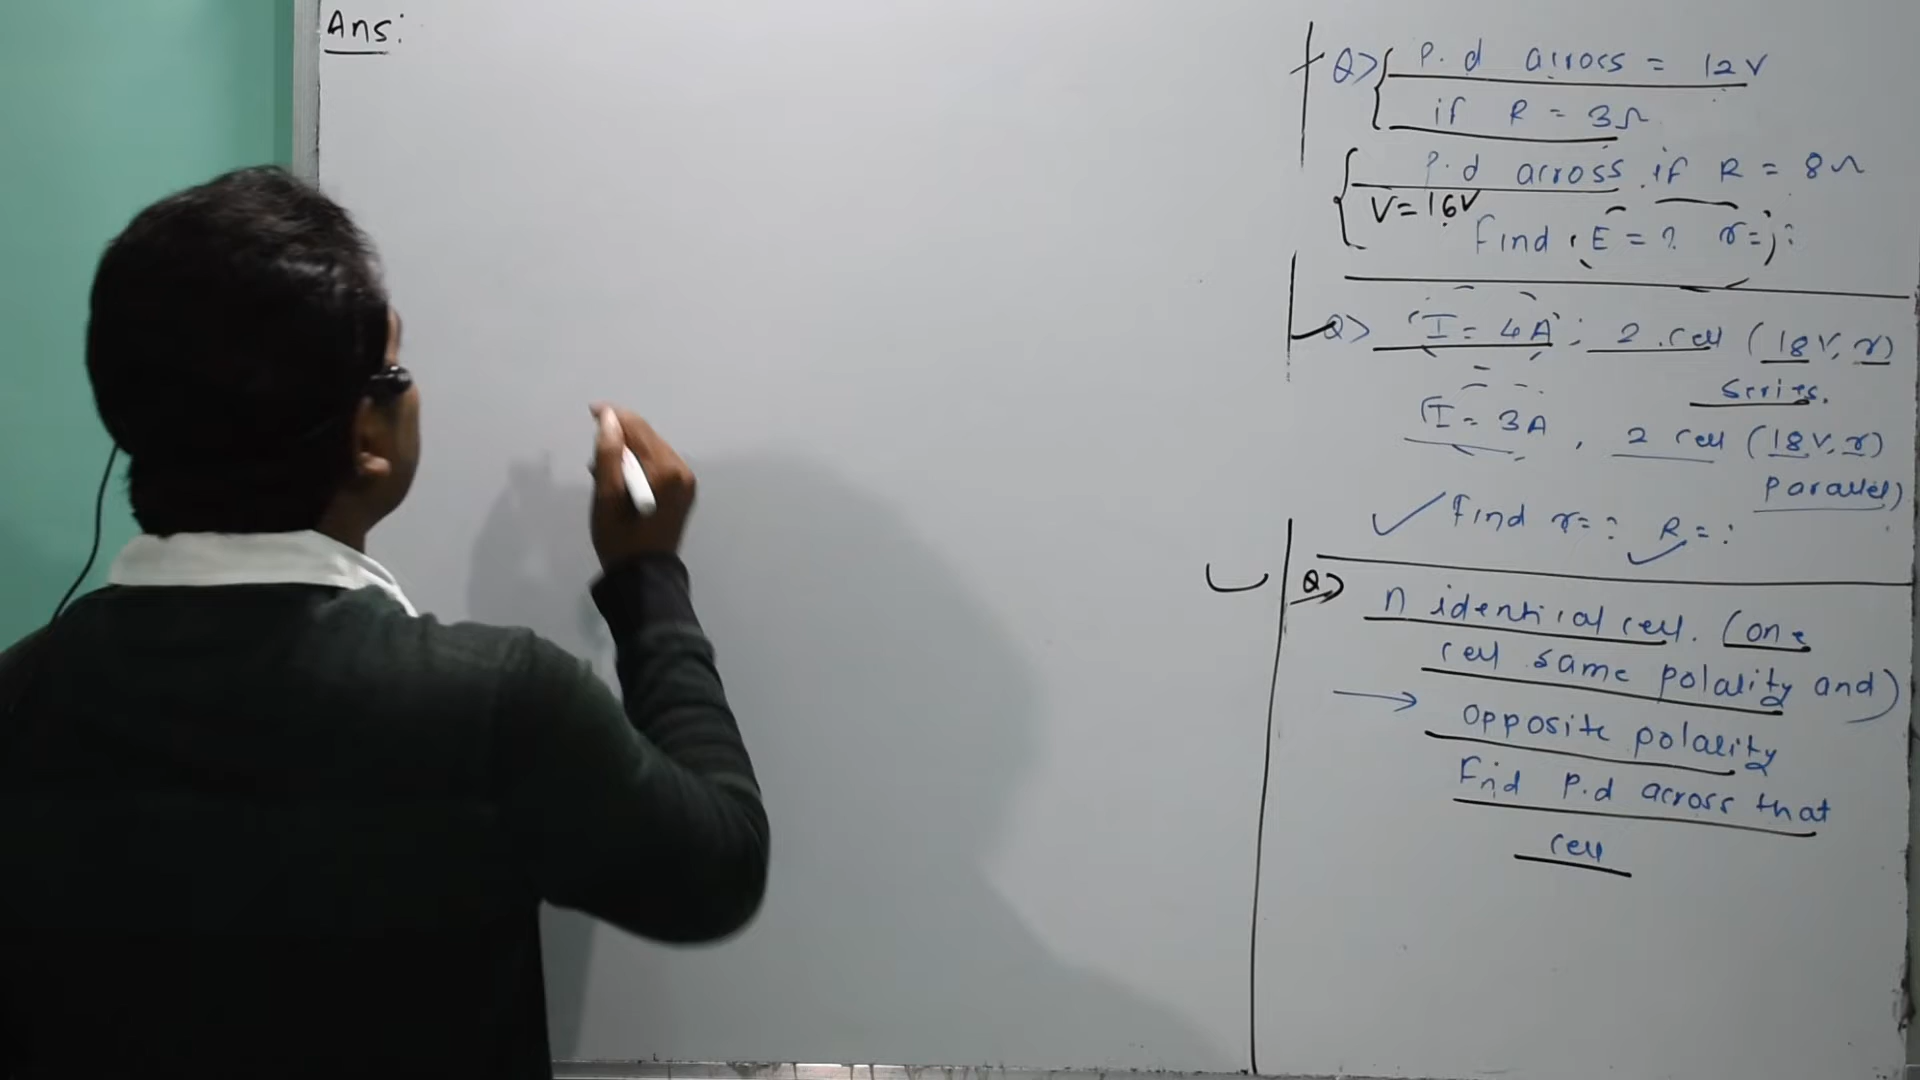 Ans:
Q> P.d across = 12V
if R = 3Ω
P.d across if R = 8Ω
V=16V
Find E = ? r= ?
Q> I = 4A ; 2 cell (18V, r)
series.
I = 3A , 2 cell (18V, r)
parallel)
Find r= ? R = ?
Q> n identical cell. (one
cell same polality and)
→ opposite polality
Find P.d across that
cell